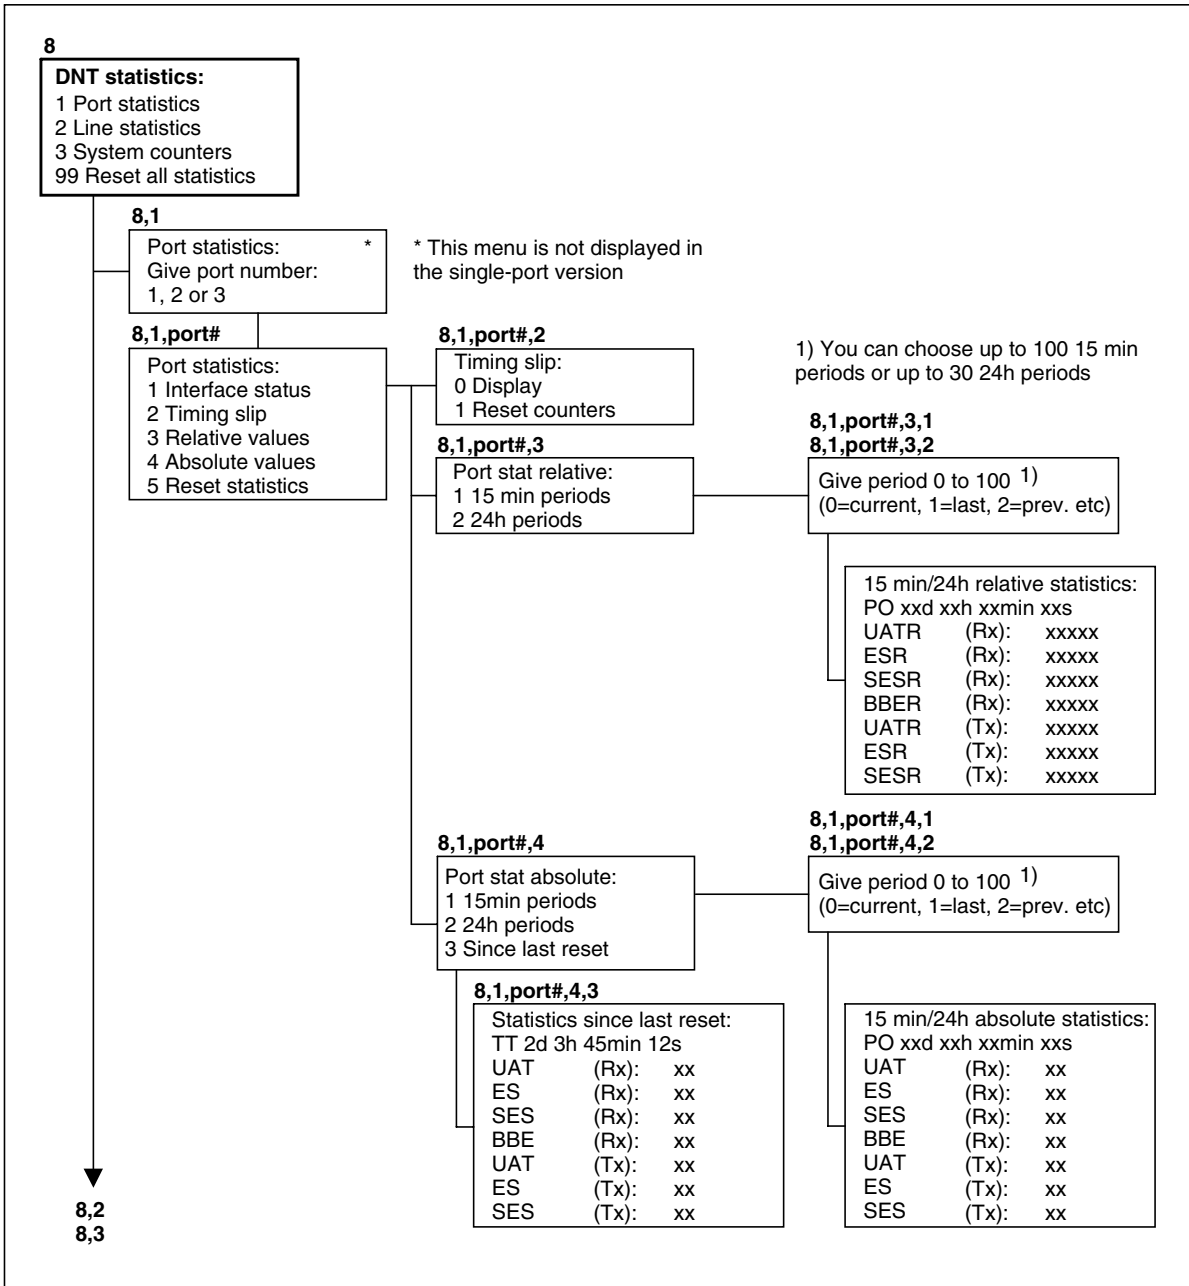 8
DNT statistics:
1 Port statistics
2 Line statistics
3 System counters
99 Reset all statistics
8,1
Port statistics: *
Give port number:
1, 2 or 3
* This menu is not displayed in
the single-port version
8,1,port#
Port statistics:
1 Interface status
2 Timing slip
3 Relative values
4 Absolute values
5 Reset statistics
8,1,port#,2
Timing slip:
0 Display
1 Reset counters
1) You can choose up to 100 15 min
periods or up to 30 24h periods
8,1,port#,3
Port stat relative:
1 15 min periods
2 24h periods
8,1,port#,3,1
8,1,port#,3,2
Give period 0 to 100 1)
(0=current, 1=last, 2=prev. etc)
15 min/24h relative statistics:
PO xxd xxh xxmin xxs
UATR (Rx): xxxxx
ESR (Rx): xxxxx
SESR (Rx): xxxxx
BBER (Rx): xxxxx
UATR (Tx): xxxxx
ESR (Tx): xxxxx
SESR (Tx): xxxxx
8,1,port#,4
Port stat absolute:
1 15min periods
2 24h periods
3 Since last reset
8,1,port#,4,1
8,1,port#,4,2
Give period 0 to 100 1)
(0=current, 1=last, 2=prev. etc)
8,1,port#,4,3
Statistics since last reset:
TT 2d 3h 45min 12s
UAT (Rx): xx
ES (Rx): xx
SES (Rx): xx
BBE (Rx): xx
UAT (Tx): xx
ES (Tx): xx
SES (Tx): xx
15 min/24h absolute statistics:
PO xxd xxh xxmin xxs
UAT (Rx): xx
ES (Rx): xx
SES (Rx): xx
BBE (Rx): xx
UAT (Tx): xx
ES (Tx): xx
SES (Tx): xx
8,2
8,3